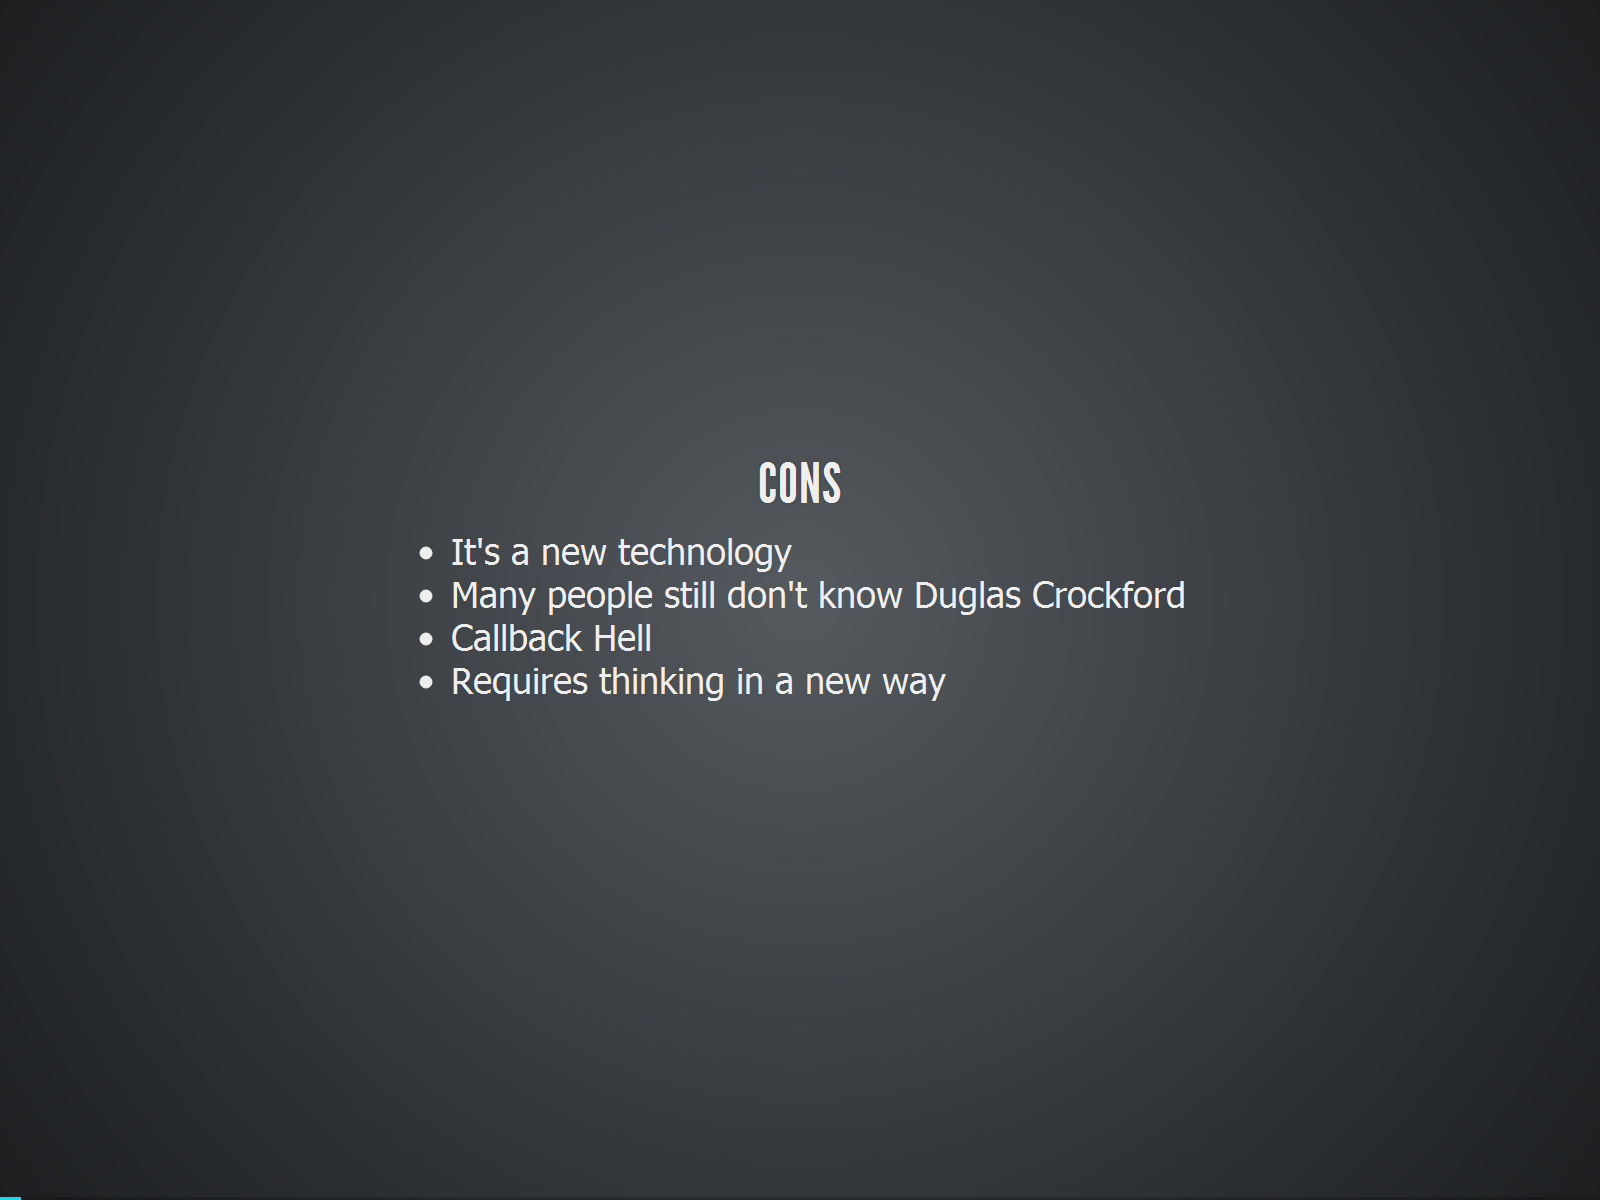 CONS
• It's a new technology
• Many people still don't know Duglas Crockford
• Callback Hell
• Requires thinking in a new way